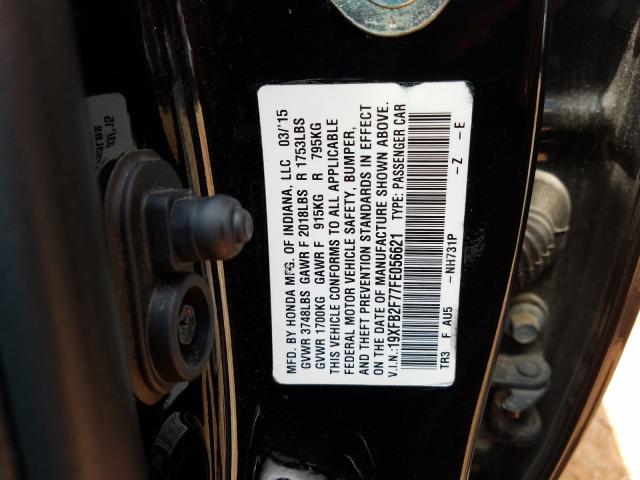 MFD. BY HONDA MFG. OF INDIANA, LLC 03/'15
GVWR 3748LBS GAWR F 2018LBS R 1753LBS
GVWR 1700KG GAWR F 915KG R 795KG
THIS VEHICLE CONFORMS TO ALL APPLICABLE
FEDERAL MOTOR VEHICLE SAFETY, BUMPER,
AND THEFT PREVENTION STANDARDS IN EFFECT
ON THE DATE OF MANUFACTURE SHOWN ABOVE.
V.I.N.: 19XFB2F77FE056621 TYPE: PASSENGER CAR
TR3 F AU5 -NH731P -Z -E